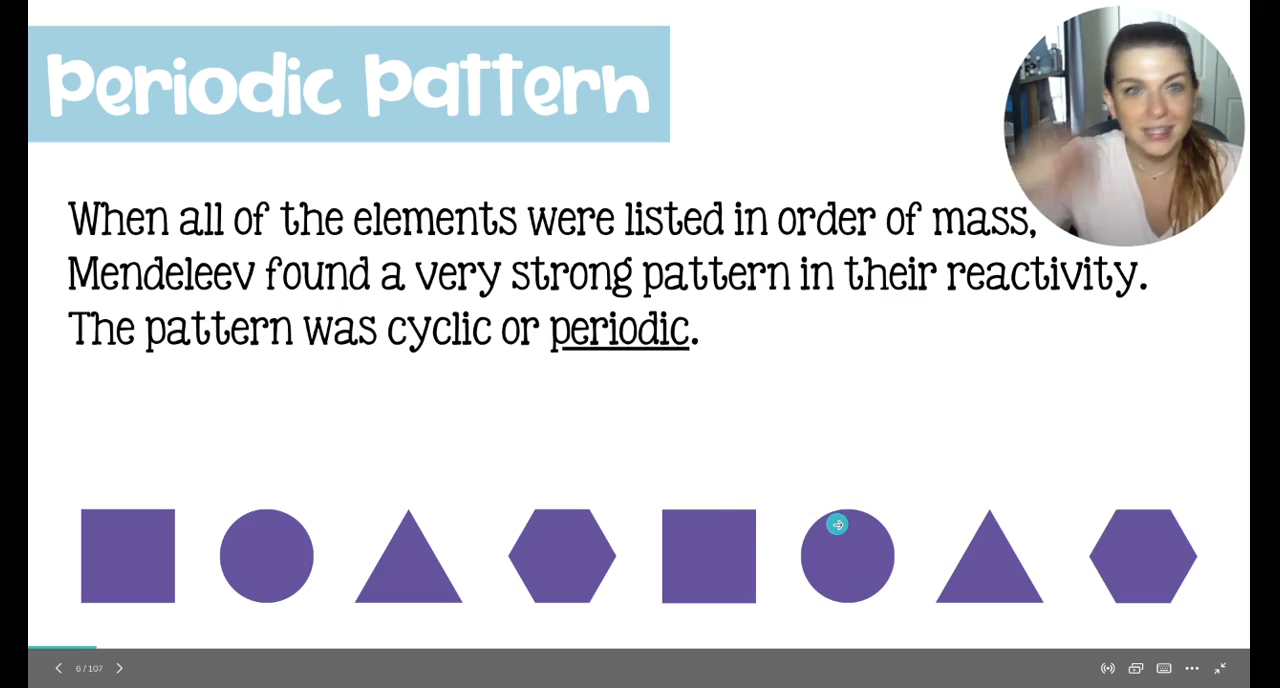 Periodic Pattern
When all of the elements were listed in order of mass,
Mendeleev found a very strong pattern in their reactivity.
The pattern was cyclic or periodic.
6 / 107